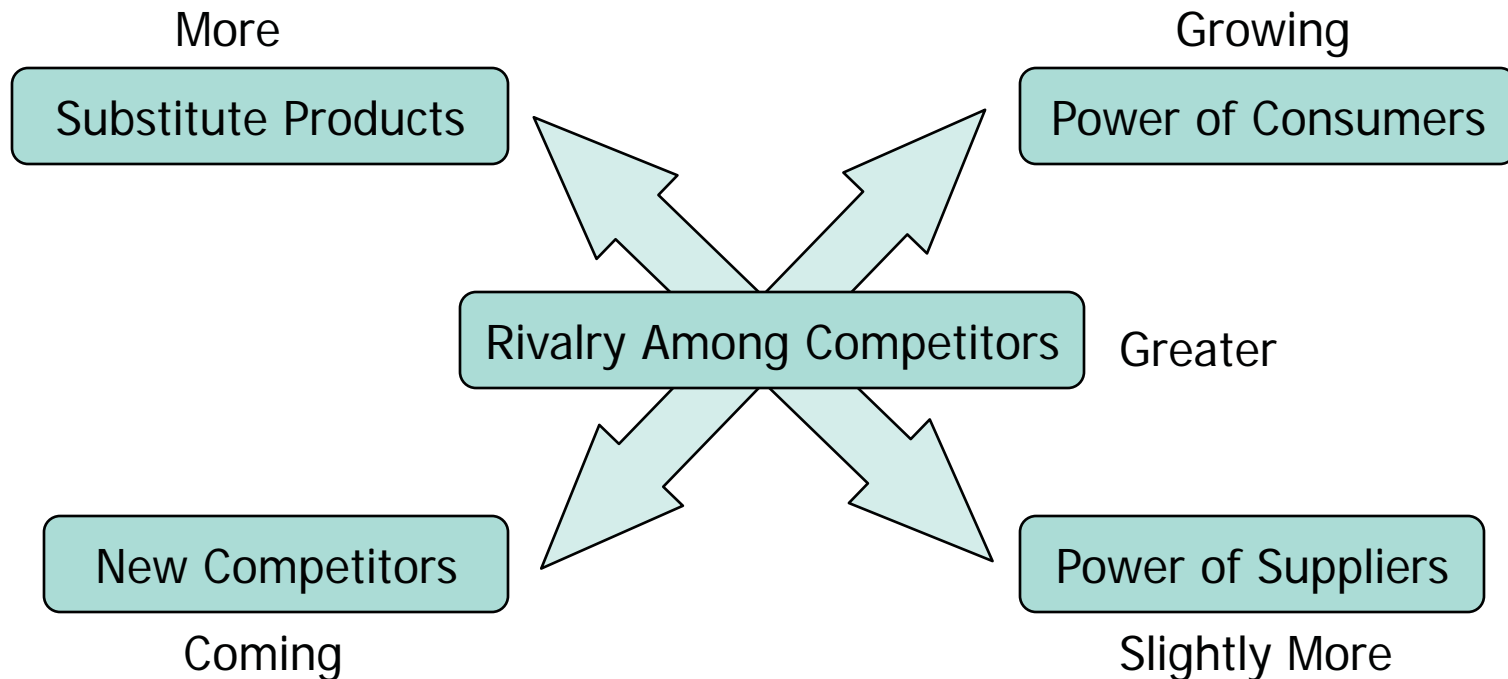 More
Substitute Products
Growing
Power of Consumers
Rivalry Among Competitors
Greater
New Competitors
Coming
Power of Suppliers
Slightly More